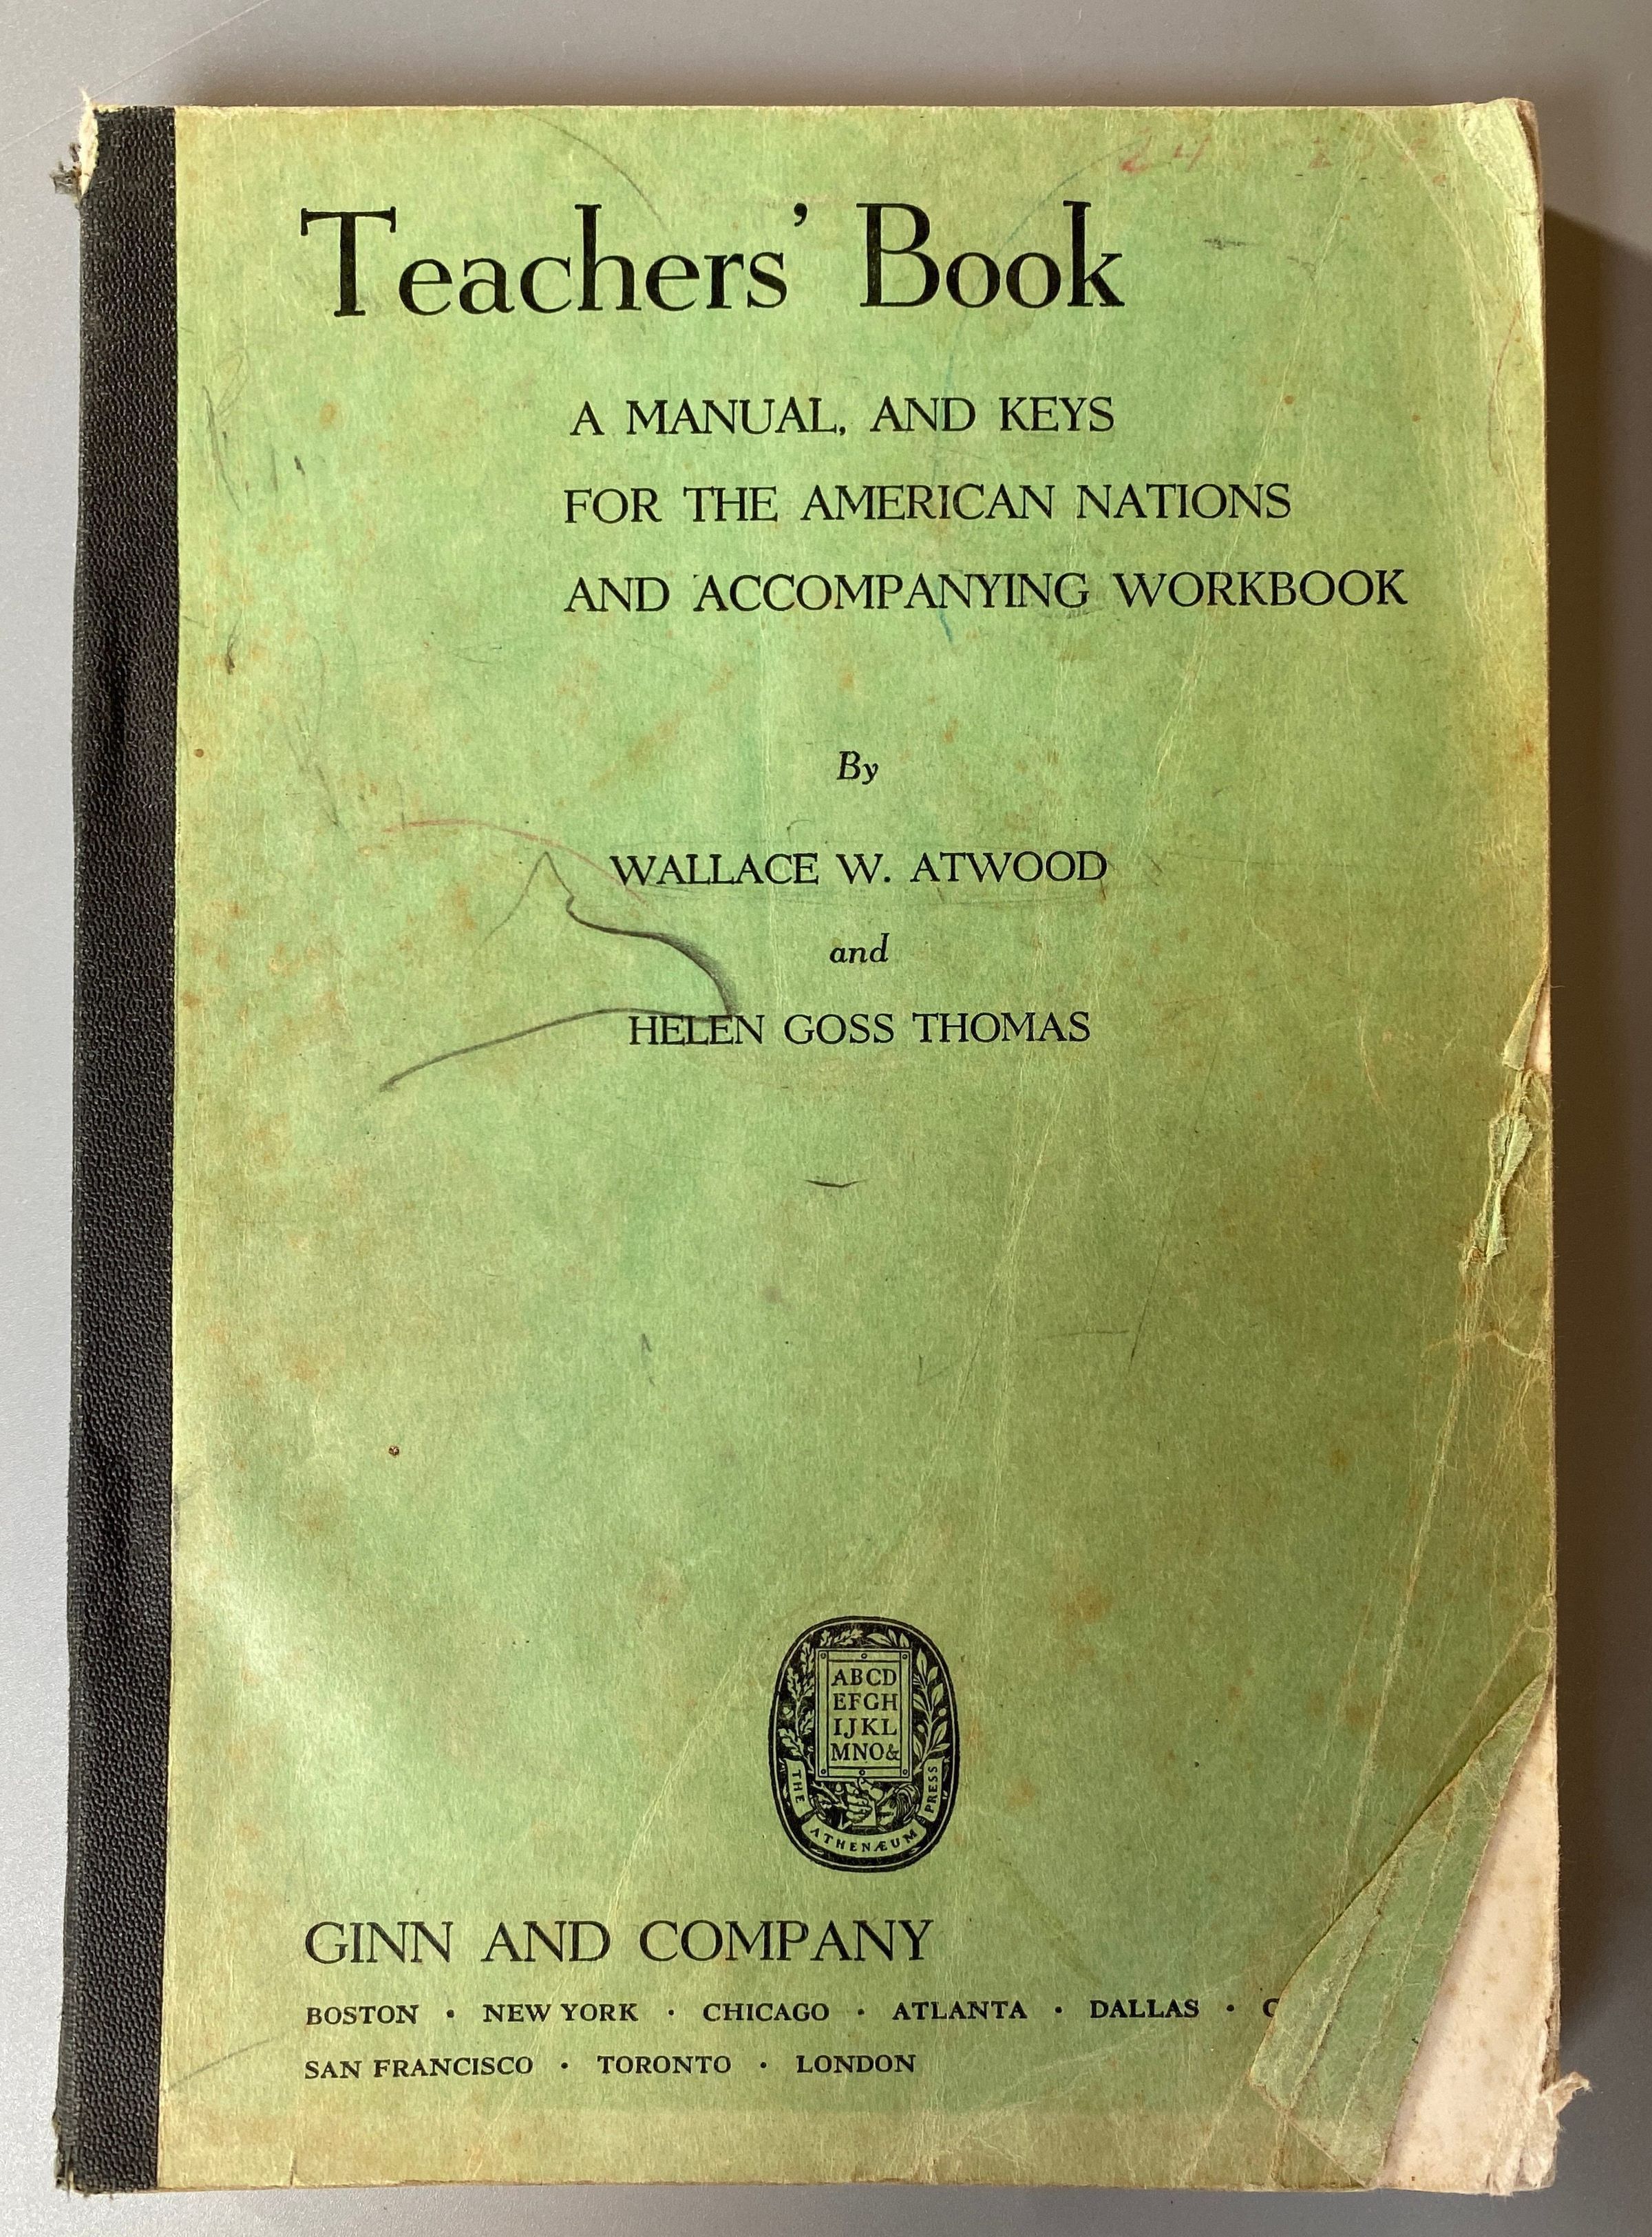 Teachers' Book
A MANUAL, AND KEYS
FOR THE AMERICAN NATIONS
AND ACCOMPANYING WORKBOOK
By
WALLACE W. ATWOOD
and
HELEN GOSS THOMAS
ABCD
EFGH
IJKL
MNO&
THE ATHENÆUM PRESS
GINN AND COMPANY
BOSTON · NEW YORK · CHICAGO · ATLANTA · DALLAS ·
SAN FRANCISCO · TORONTO · LONDON